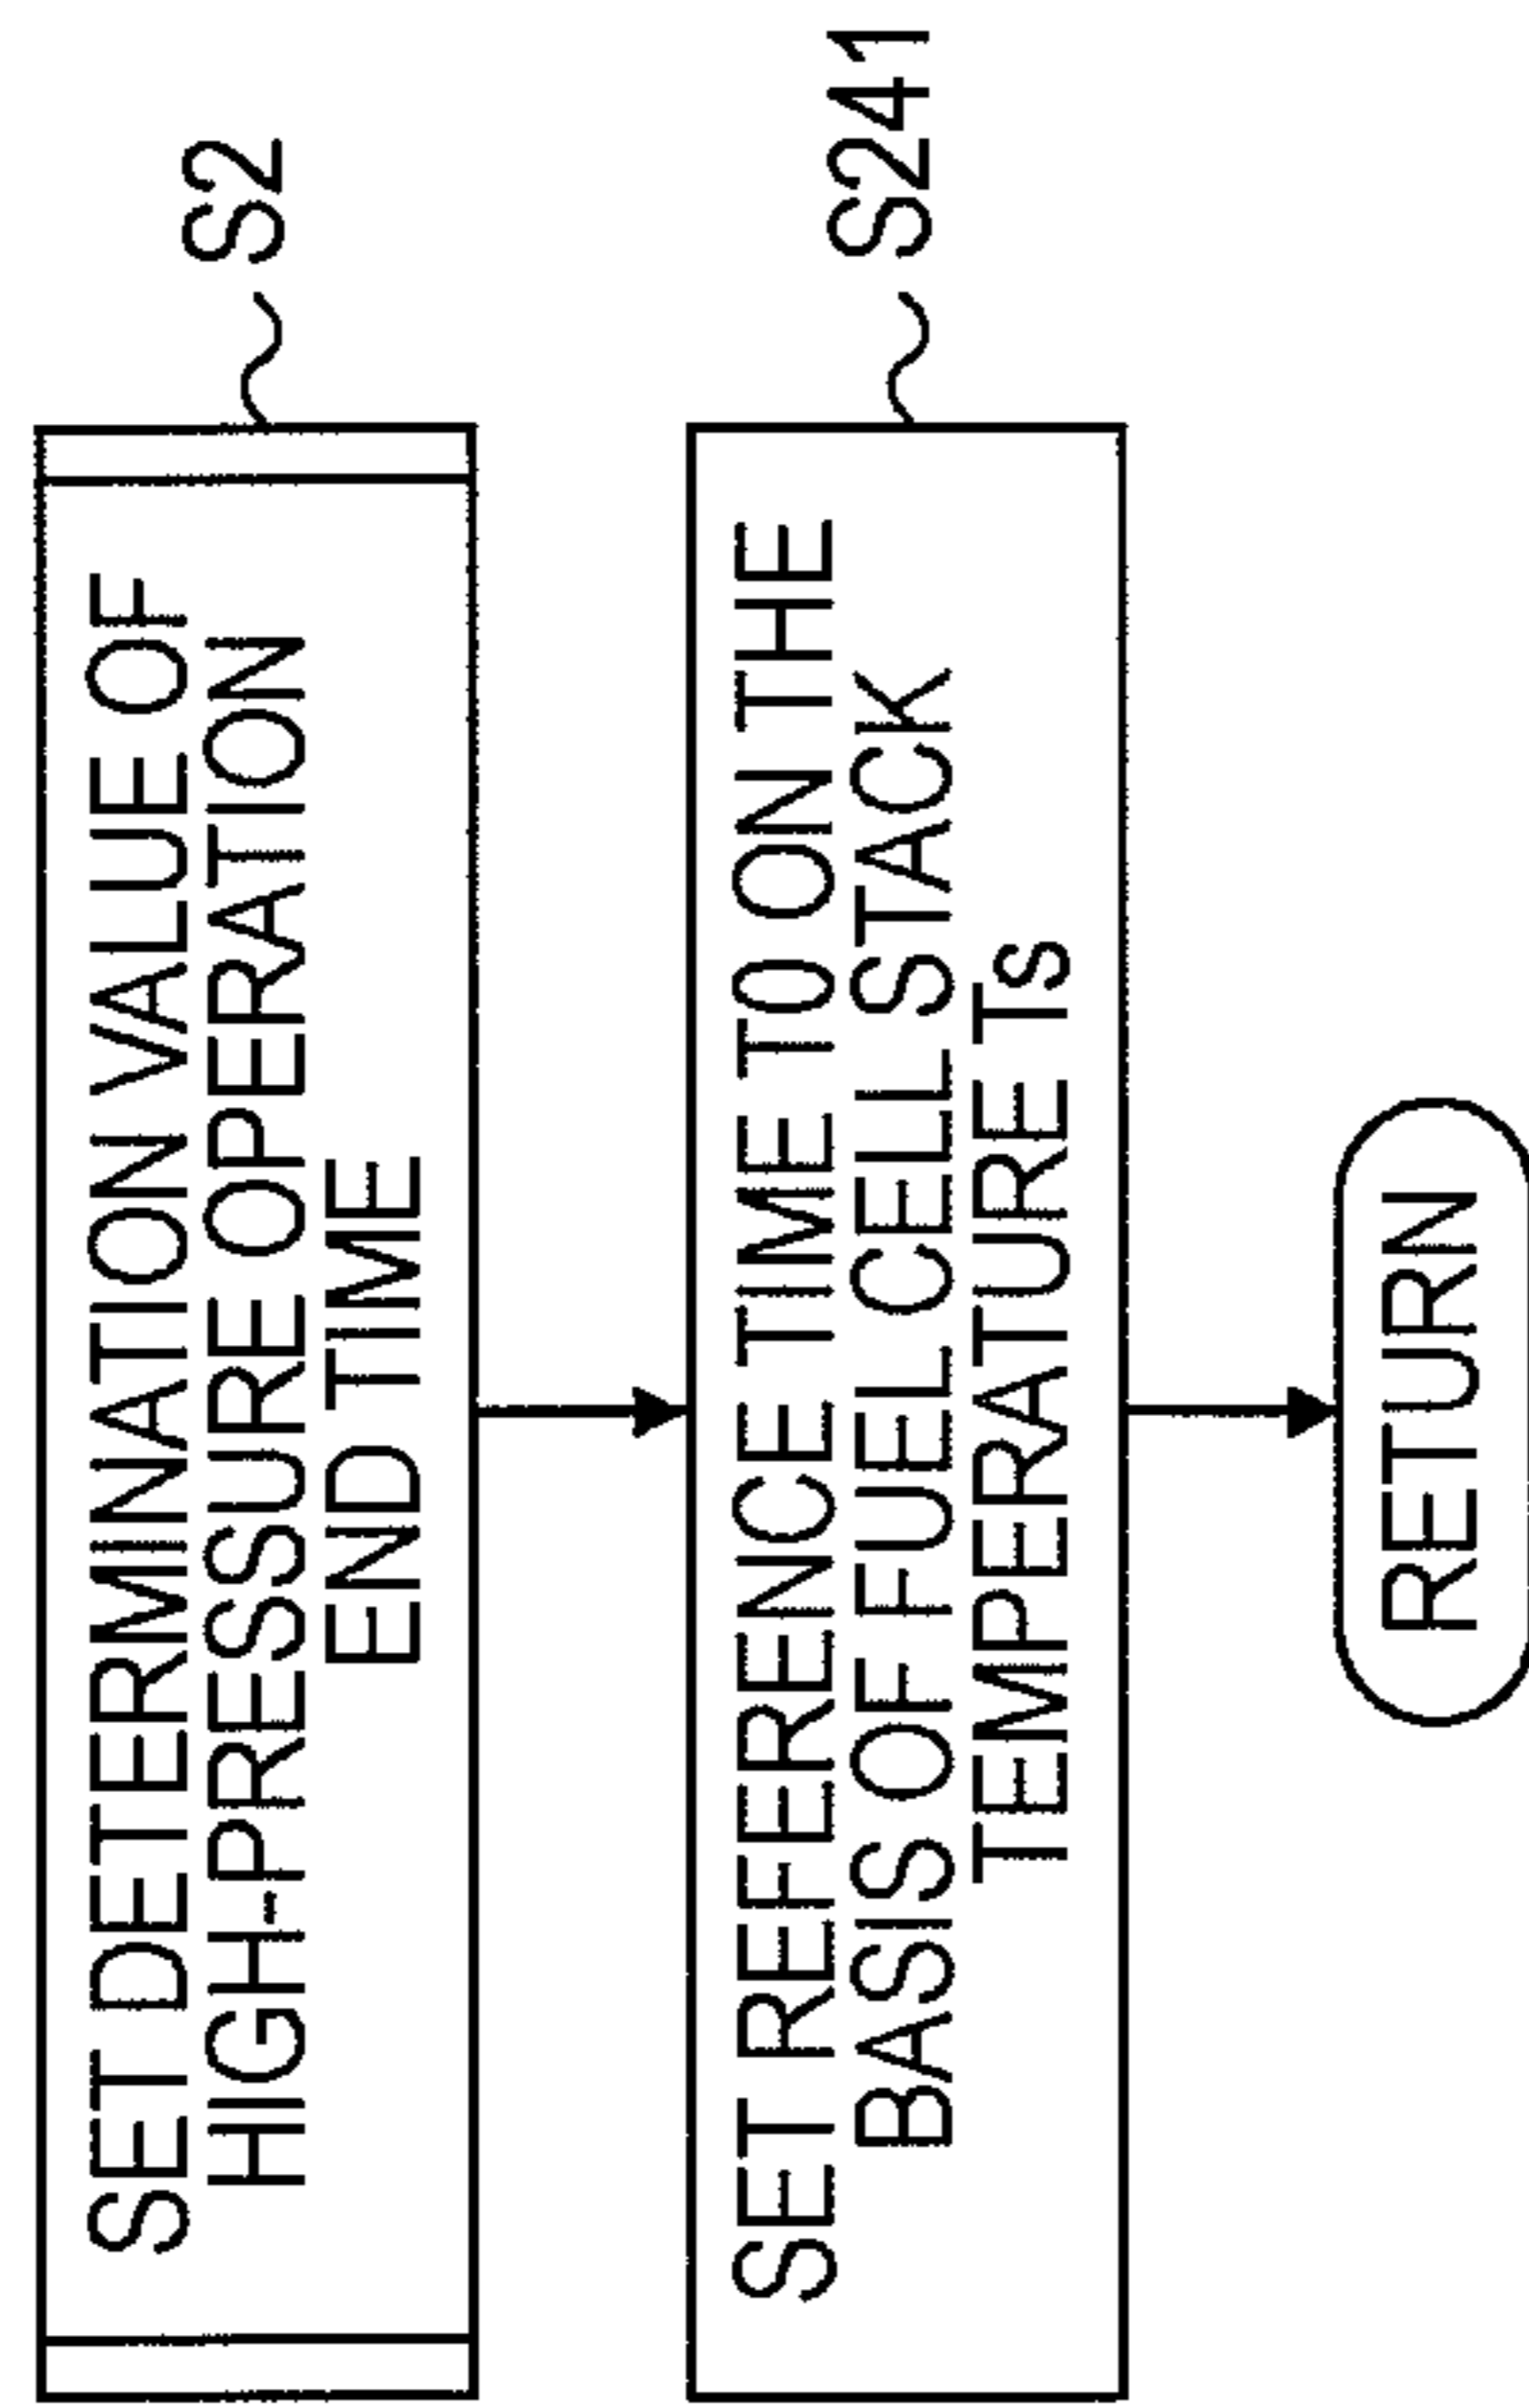 SET DETERMINATION VALUE OF
HIGH-PRESSURE OPERATION
END TIME
S2
SET REFERENCE TIME T0 ON THE
BASIS OF FUEL CELL STACK
TEMPERATURE Ts
S241
RETURN